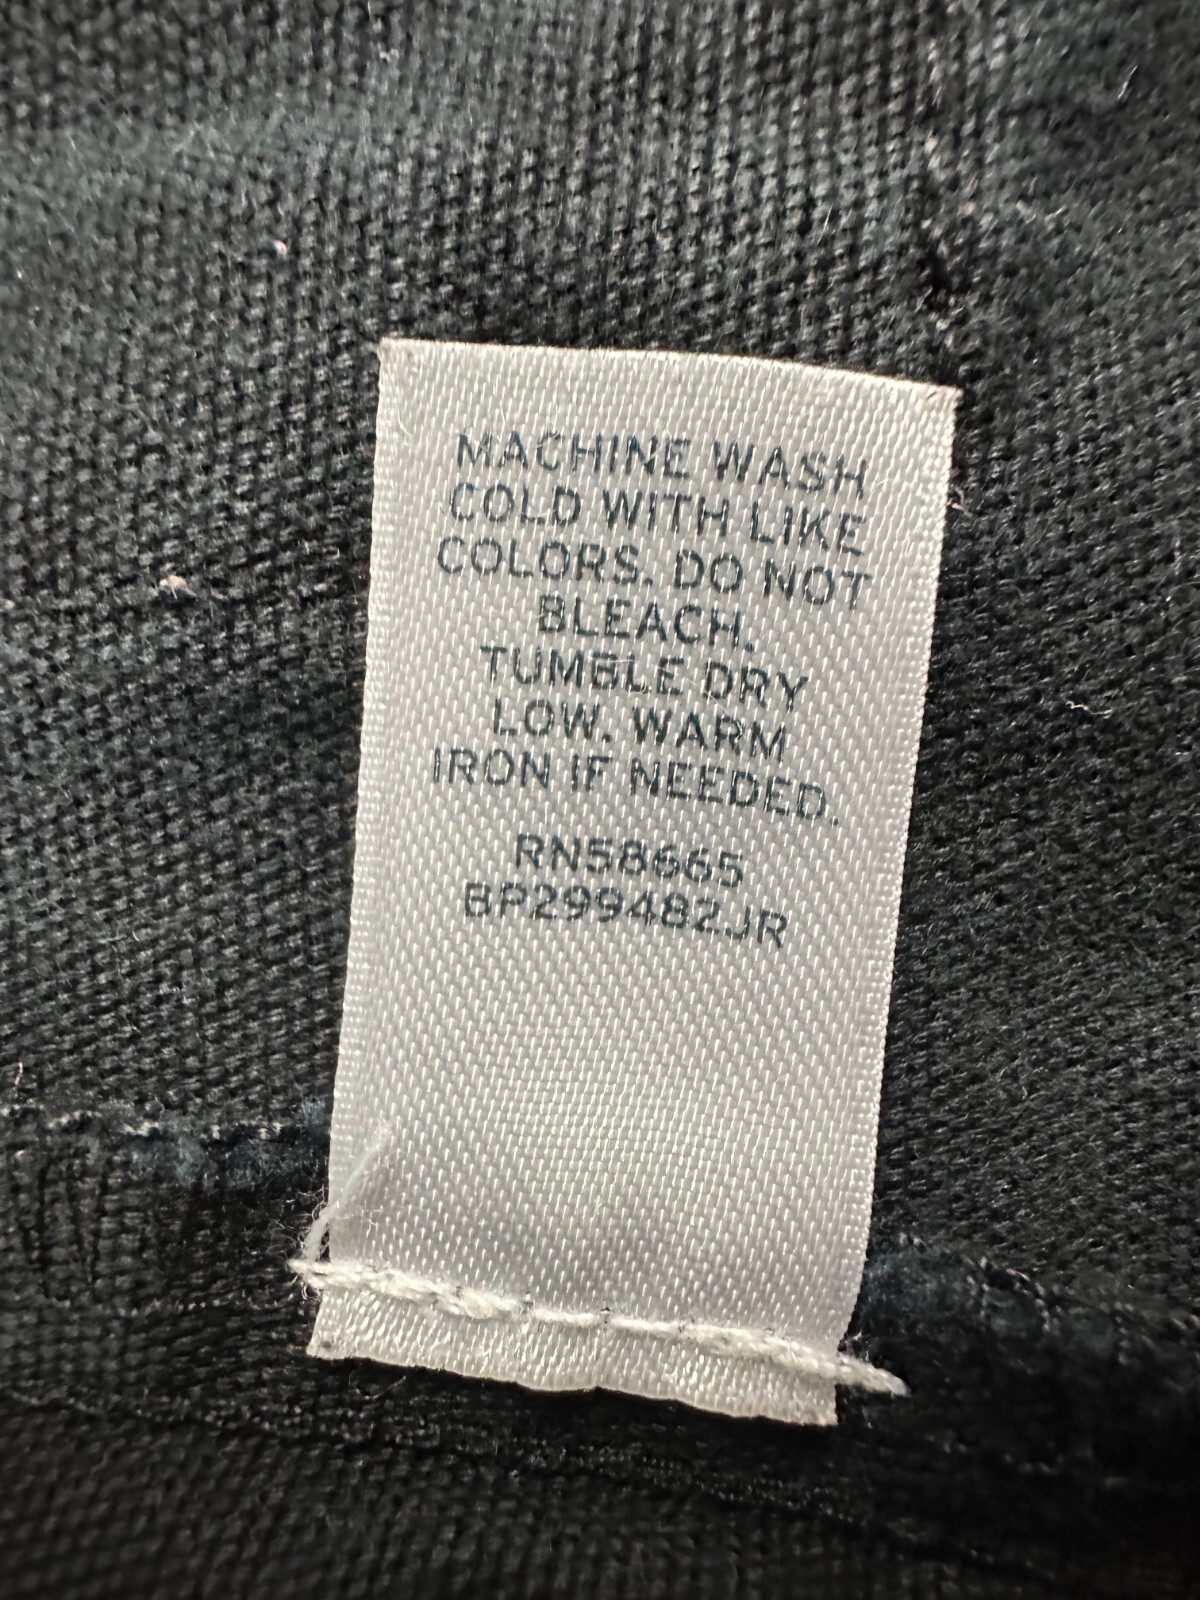 MACHINE WASH
COLD WITH LIKE
COLORS. DO NOT
BLEACH.
TUMBLE DRY
LOW. WARM
IRON IF NEEDED.
RN58665
BP299482JR